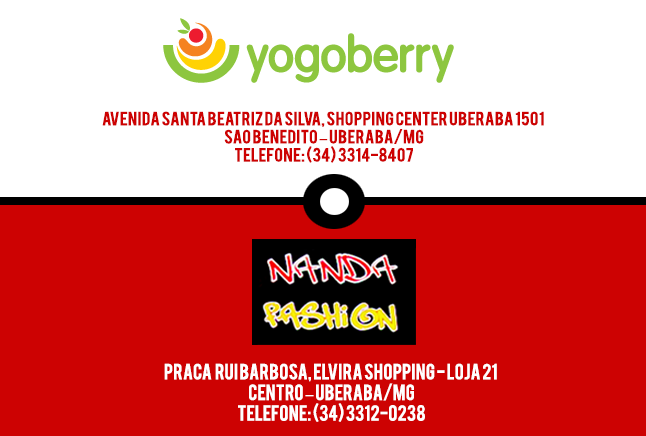 yogoberry
AVENIDA SANTA BEATRIZ DA SILVA, SHOPPING CENTER UBERABA 1501
SAO BENEDITO – UBERABA/MG
TELEFONE: (34) 3314-8407
NANDA
FASHION
PRACA RUI BARBOSA, ELVIRA SHOPPING - LOJA 21
CENTRO – UBERABA/MG
TELEFONE: (34) 3312-0238